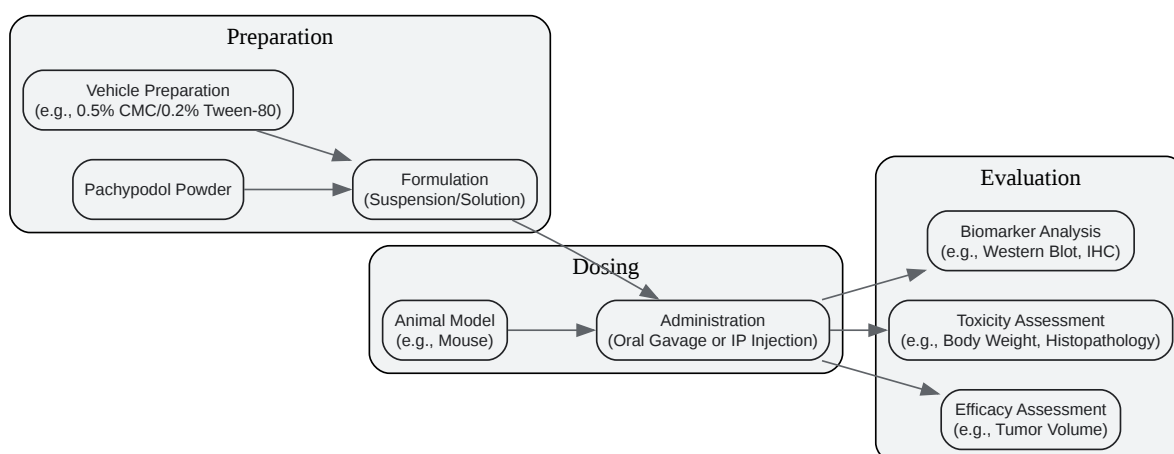 Preparation
Vehicle Preparation
(e.g., 0.5% CMC/0.2% Tween-80)
Pachypodol Powder
Formulation
(Suspension/Solution)
Dosing
Animal Model
(e.g., Mouse)
Administration
(Oral Gavage or IP Injection)
Evaluation
Biomarker Analysis
(e.g., Western Blot, IHC)
Toxicity Assessment
(e.g., Body Weight, Histopathology)
Efficacy Assessment
(e.g., Tumor Volume)